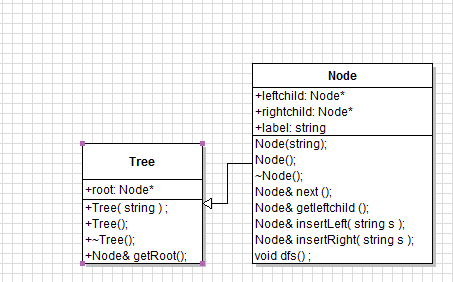 Node
+leftchild: Node*
+rightchild: Node*
+label: string
Node(string);
Node();
~Node();
Node& next ();
Node& getleftchild ();
Node& insertLeft( string s );
Node& insertRight( string s );
void dfs() ;
Tree
+root: Node*
+Tree( string ) ;
+Tree();
+~Tree();
+Node& getRoot();